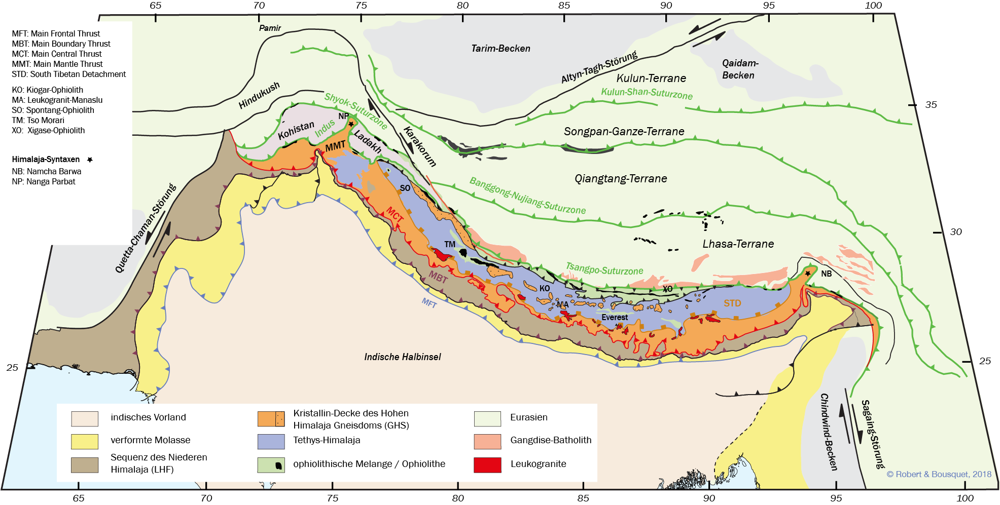 65 70 75 80 85 90 95 100
MFT: Main Frontal Thrust
MBT: Main Boundary Thrust
MCT: Main Central Thrust
MMT: Main Mantle Thrust
STD: South Tibetan Detachment
KO: Kiogar-Ophiolith
MA: Leukogranit-Manaslu
SO: Spontang-Ophiolith
TM: Tso Morari
XO: Xigase-Ophiolith
Himalaja-Syntaxen
NB: Namcha Barwa
NP: Nanga Parbat
Pamir
Tarim-Becken
Altyn-Tagh-Störung
Qaidam-
Becken
Kulun-Terrane
Kulun-Shan-Suturzone
Hindukush
Shyok-Suturzone
35
NP
Kohistan
Indus
Ladakh
MMT
Karakorum
Songpan-Ganze-Terrane
Qiangtang-Terrane
Banggong-Nujiang-Suturzone
SO
MCT
Quetta-Chaman-Störung
30
Lhasa-Terrane
TM
Tsangpo-Suturzone
MBT
NB
KO
XO
MFT
MA
STD
Everest
Indische Halbinsel
25
25
Chindwind-Becken
Sagaing-Störung
indisches Vorland
verformte Molasse
Sequenz des Niederen
Himalaja (LHF)
Kristallin-Decke des Hohen
Himalaja Gneisdoms (GHS)
Tethys-Himalaja
ophiolithische Melange / Ophiolithe
Eurasien
Gangdise-Batholith
Leukogranite
© Robert & Bousquet, 2018
65 70 75 80 85 90 95 100